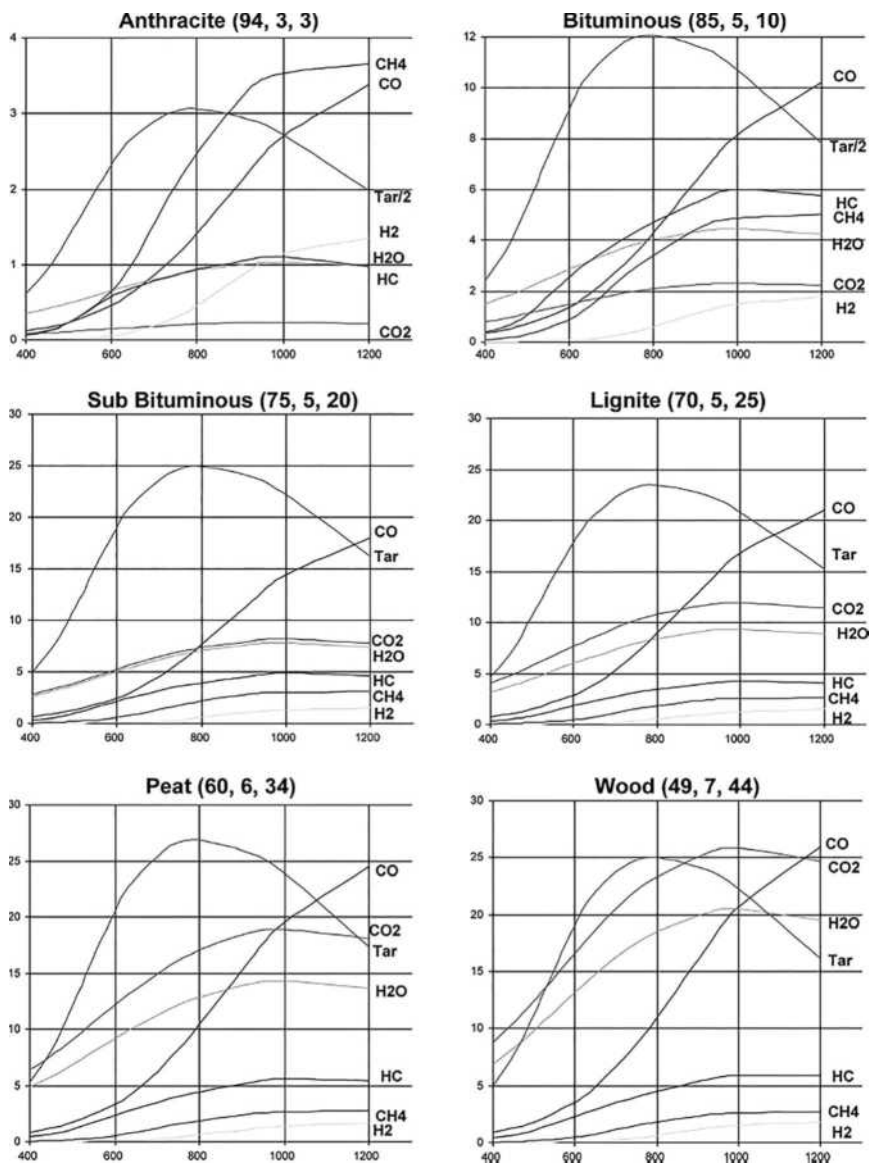 Anthracite (94, 3, 3)
4
3
2
1
0
400 600 800 1000 1200
CH4
CO
Tar/2
H2
H2O
HC
CO2
Bituminous (85, 5, 10)
12
10
8
6
4
2
0
400 600 800 1000 1200
CO
Tar/2
HC
CH4
H2O
CO2
H2
Sub Bituminous (75, 5, 20)
30
25
20
15
10
5
0
400 600 800 1000 1200
CO
Tar
CO2
H2O
HC
CH4
H2
Lignite (70, 5, 25)
30
25
20
15
10
5
0
400 600 800 1000 1200
CO
Tar
CO2
H2O
HC
CH4
H2
Peat (60, 6, 34)
30
25
20
15
10
5
0
400 600 800 1000 1200
CO
CO2
Tar
H2O
HC
CH4
H2
Wood (49, 7, 44)
30
25
20
15
10
5
0
400 600 800 1000 1200
CO
CO2
H2O
Tar
HC
CH4
H2